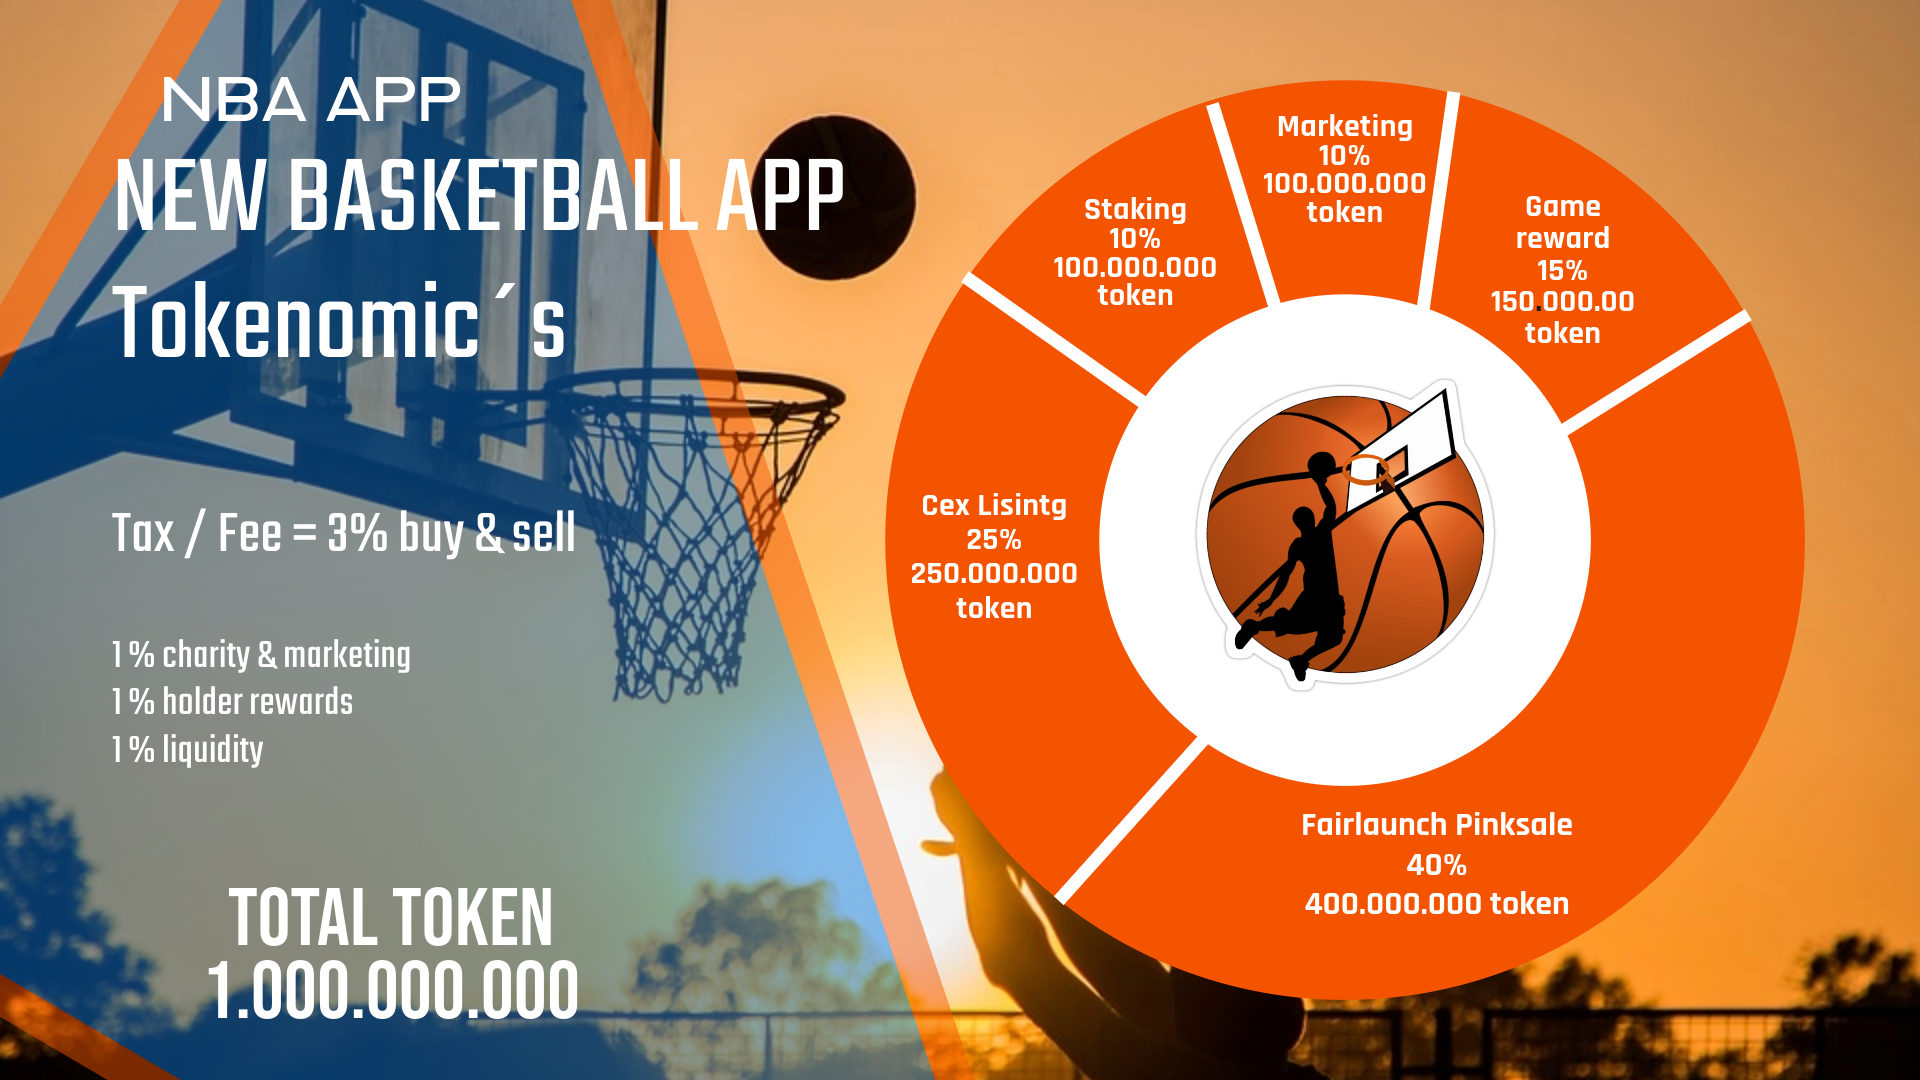 NBA APP
NEW BASKETBALL APP
Tokenomic´s
Tax / Fee = 3% buy & sell
1% charity & marketing
1% holder rewards
1% liquidity
TOTAL TOKEN
1.000.000.000
Marketing
10%
100.000.000
token
Staking
10%
100.000.000
token
Game
reward
15%
150.000.00
token
Cex Lisintg
25%
250.000.000
token
Fairlaunch Pinksale
40%
400.000.000 token